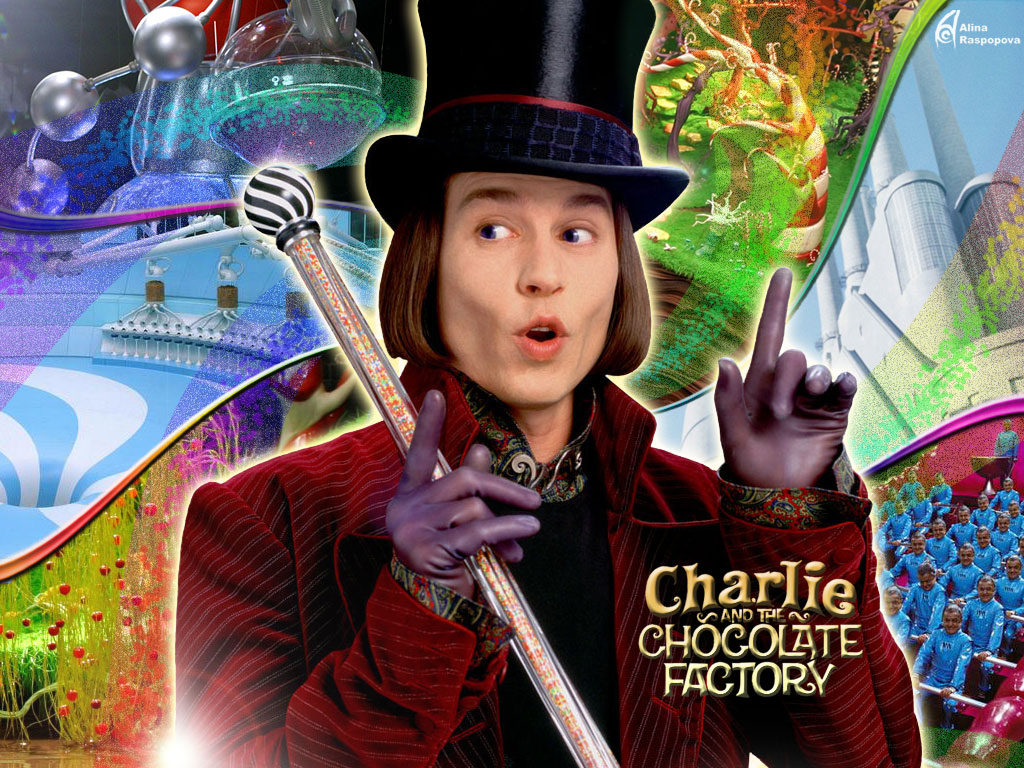 Alina
Raspopova
Charlie
AND THE
CHOCOLATE
FACTORY